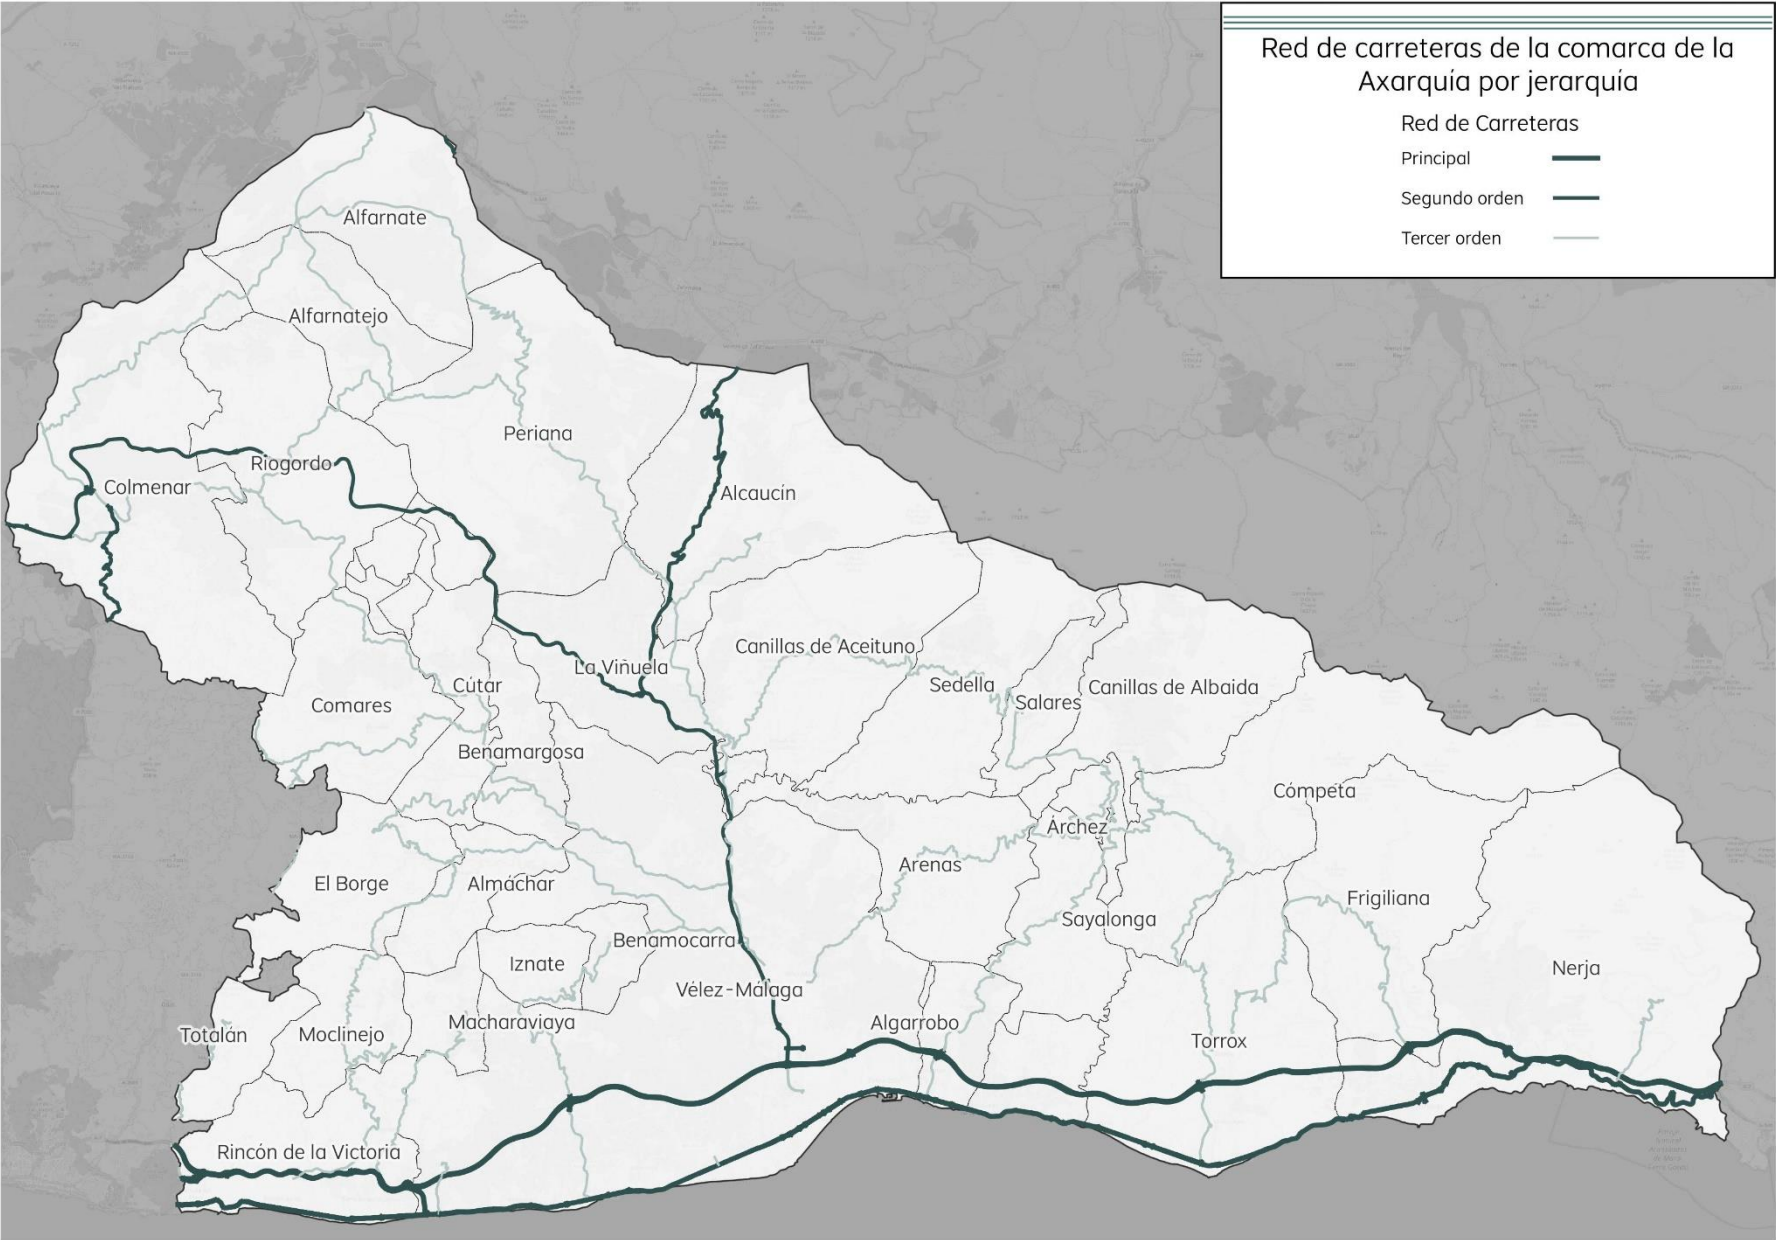 Red de carreteras de la comarca de la
Axarquía por jerarquía
Red de Carreteras
Principal
Segundo orden
Tercer orden
Alfarnate
Alfarnatejo
Periana
Riogordo
Colmenar
Alcaucín
Canillas de Aceituno
La Viñuela
Cútar
Sedella
Canillas de Albaida
Salares
Comares
Benamargosa
Cómpeta
Árchez
Arenas
El Borge
Almáchar
Frigiliana
Sayalonga
Benamocarra
Iznate
Nerja
Vélez-Málaga
Macharaviaya
Algarrobo
Totalán
Moclinejo
Torrox
Rincón de la Victoria